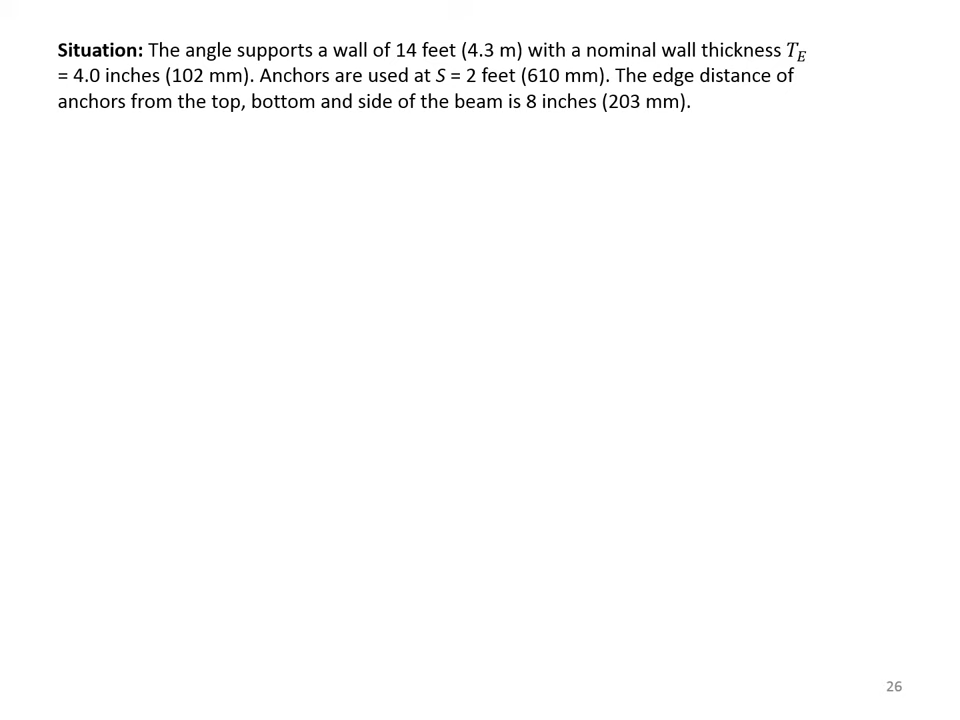 Situation: The angle supports a wall of 14 feet (4.3 m) with a nominal wall thickness T_E
= 4.0 inches (102 mm). Anchors are used at S = 2 feet (610 mm). The edge distance of
anchors from the top, bottom and side of the beam is 8 inches (203 mm).
26